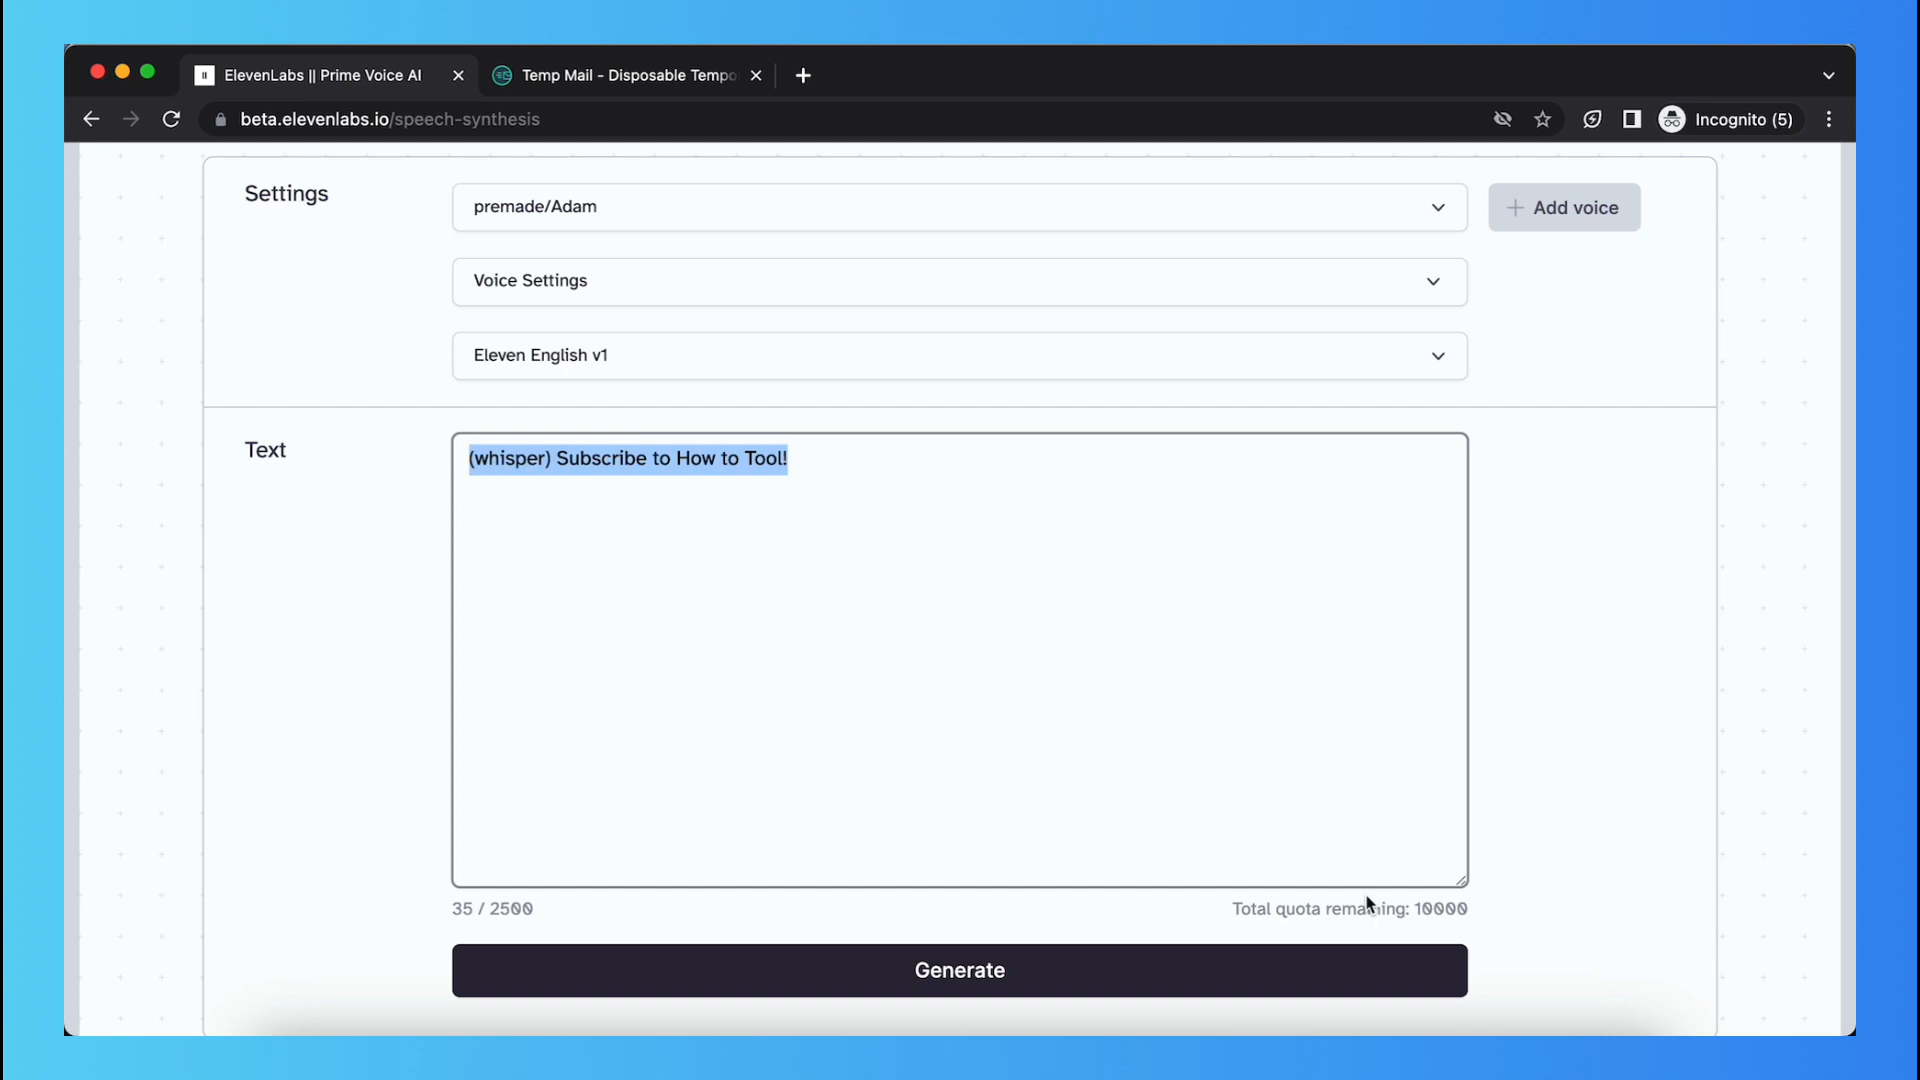 ElevenLabs || Prime Voice AI
Temp Mail - Disposable Tempo
beta.elevenlabs.io/speech-synthesis
Incognito (5)
Settings
premade/Adam
+ Add voice
Voice Settings
Eleven English v1
Text
(whisper) Subscribe to How to Tool!
35 / 2500
Total quota remaining: 10000
Generate